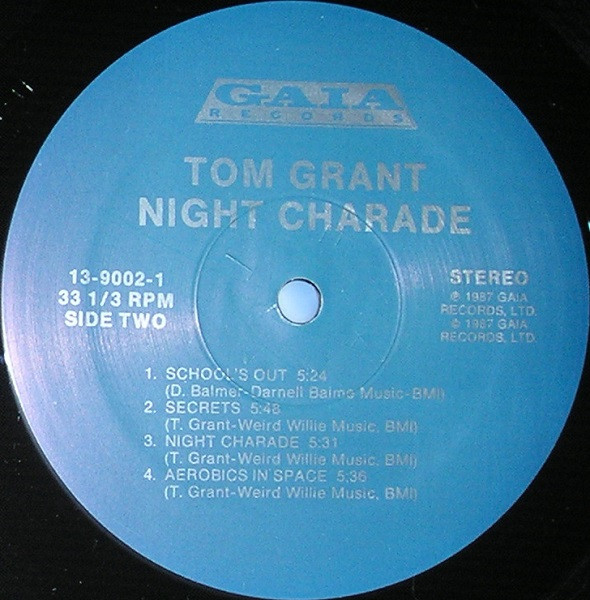 GAIA
RECORDS
TOM GRANT
NIGHT CHARADE
13-9002-1
33 1/3 RPM
SIDE TWO
STEREO
℗ 1987 GAIA
RECORDS, LTD.
© 1987 GAIA
RECORDS, LTD.
1. SCHOOL'S OUT 5:24
(D. Balmer-Darnell Balms Music-BMI)
2. SECRETS 5:48
(T. Grant-Weird Willie Music, BMI)
3. NIGHT CHARADE 5:31
(T. Grant-Weird Willie Music, BMI)
4. AEROBICS IN SPACE 5:36
(T. Grant-Weird Willie Music, BMI)